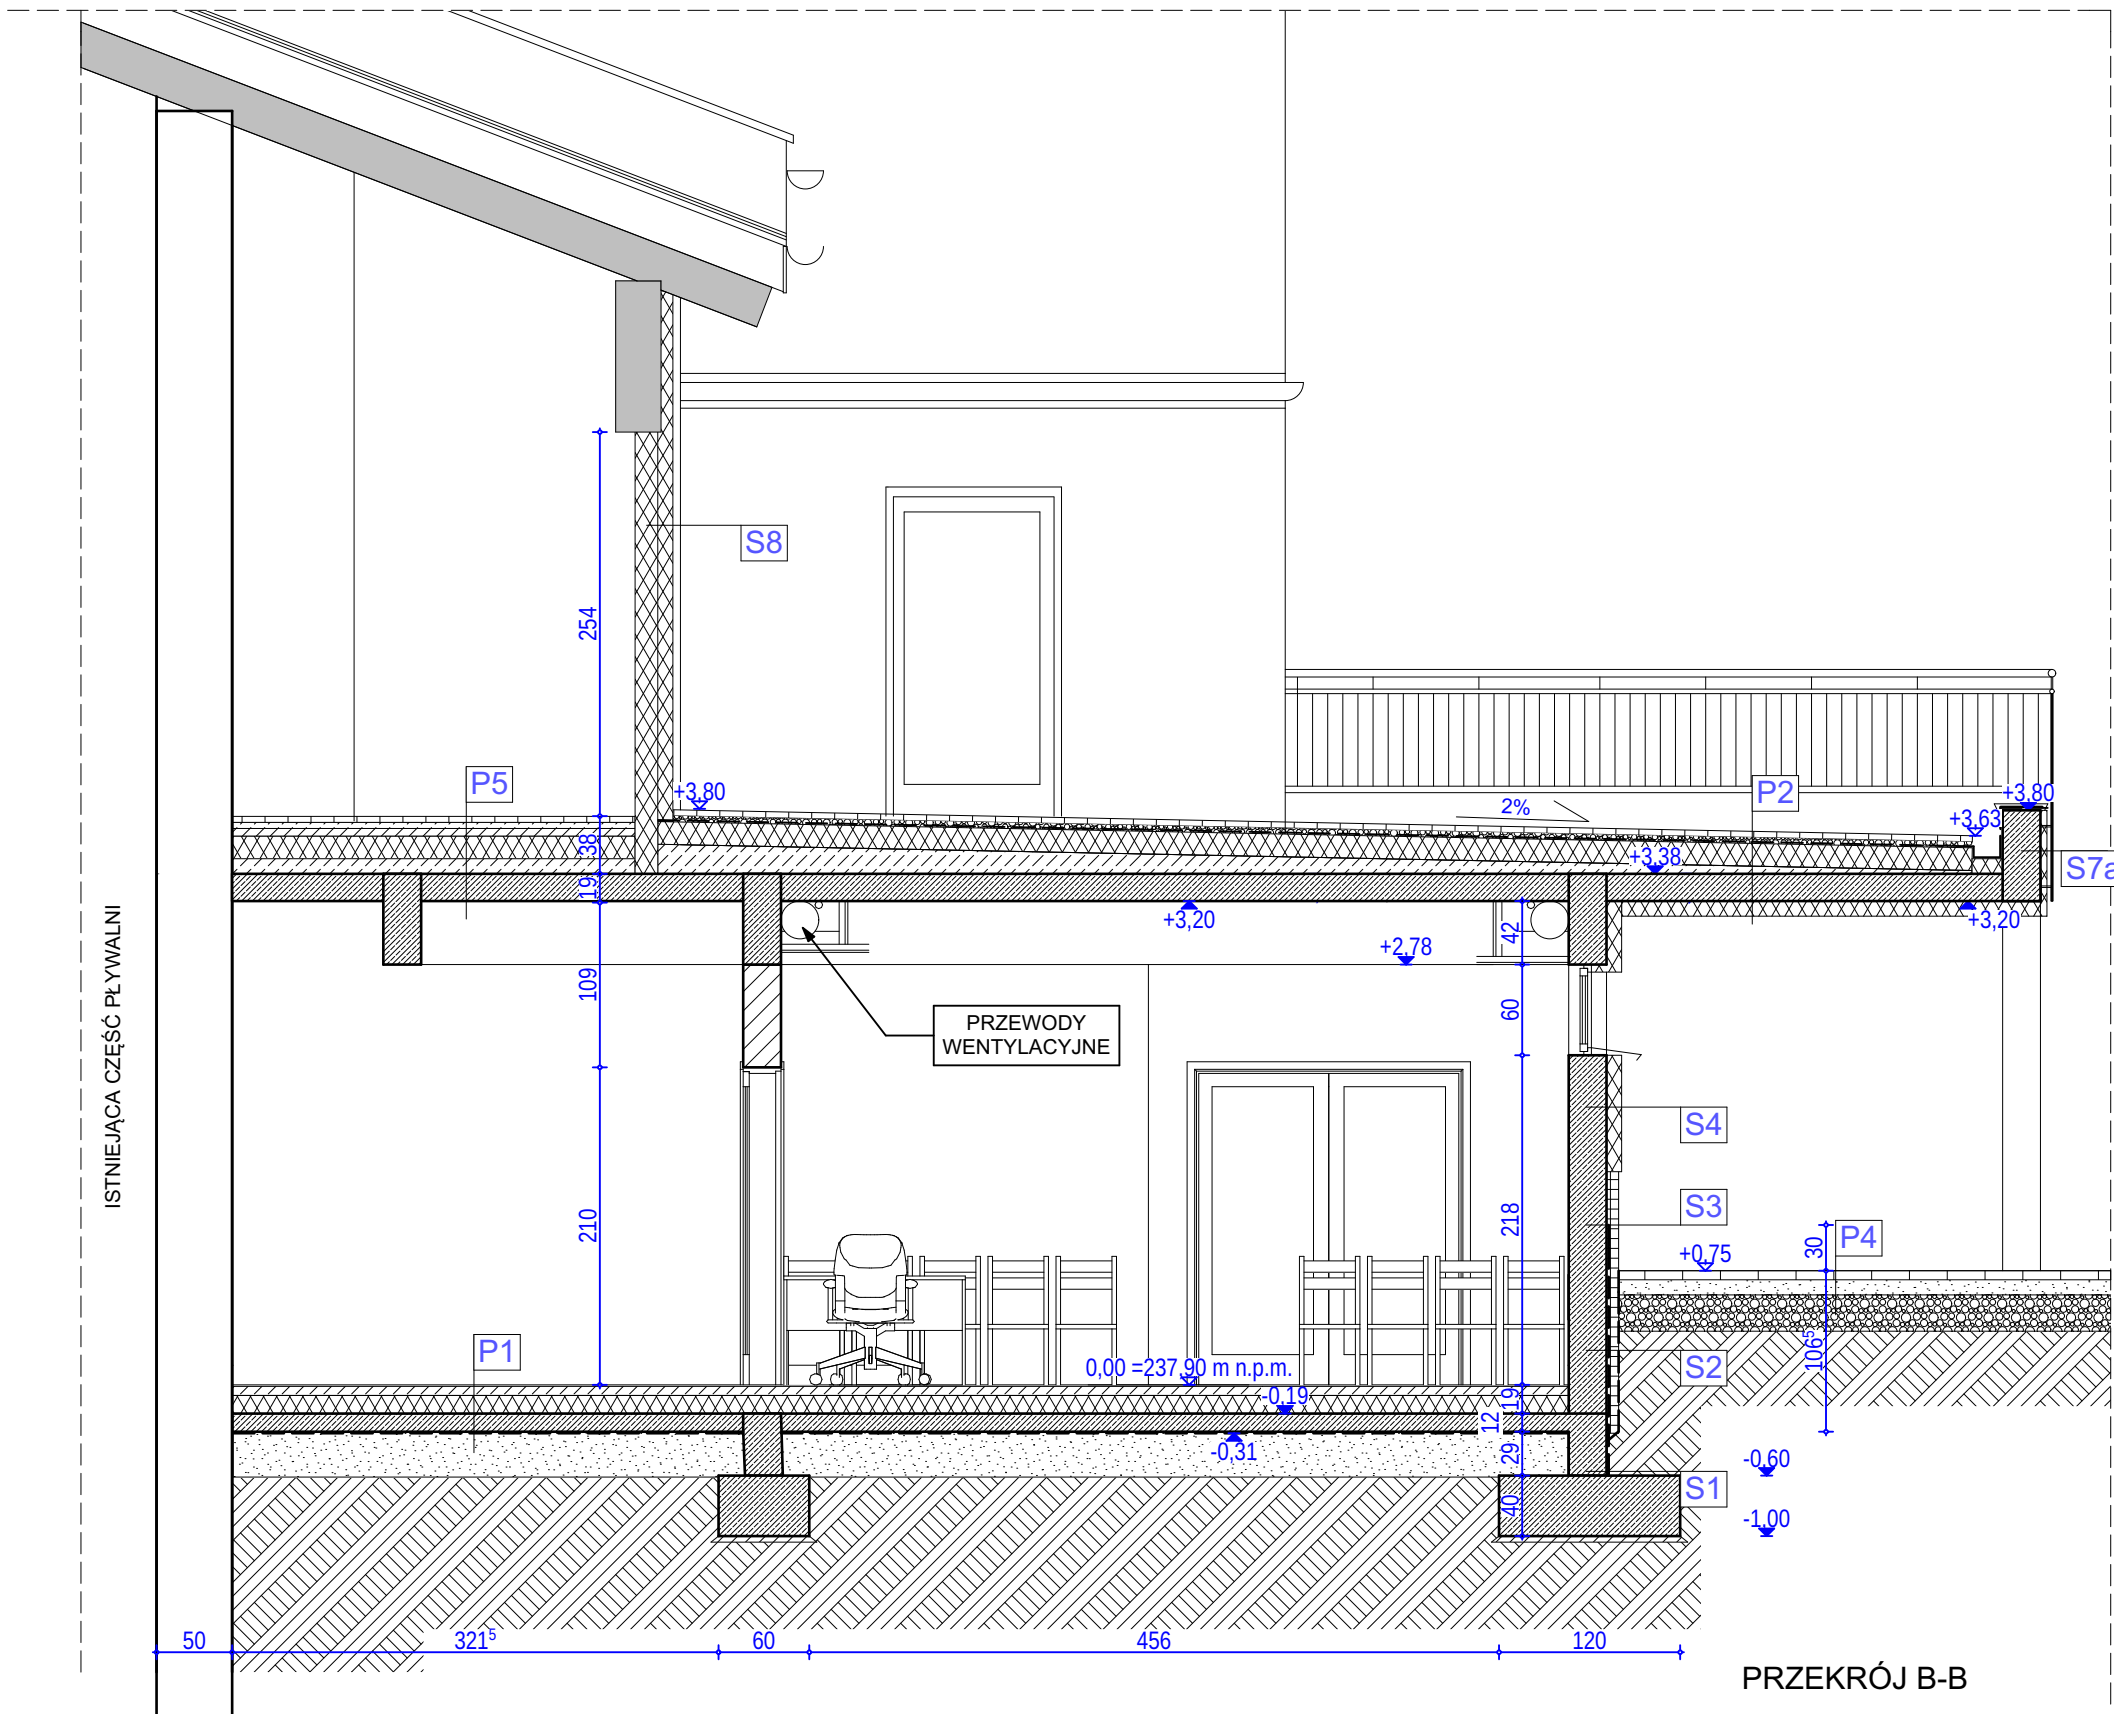 S8
254
P5
+3,80
2%
P2
+3,80
+3,63
38
+3,38
S7a
19
+3,20
+3,20
42
+2,78
109
60
PRZEWODY
WENTYLACYJNE
ISTNIEJĄCA CZĘŚĆ PŁYWALNI
S4
210
218
S3
30
P4
+0,75
P1
0,00 =237,90 m n.p.m.
106⁵
S2
-0,19
19
12
-0,31
29
-0,60
S1
40
-1,00
50
321⁵
60
456
120
PRZEKRÓJ B-B